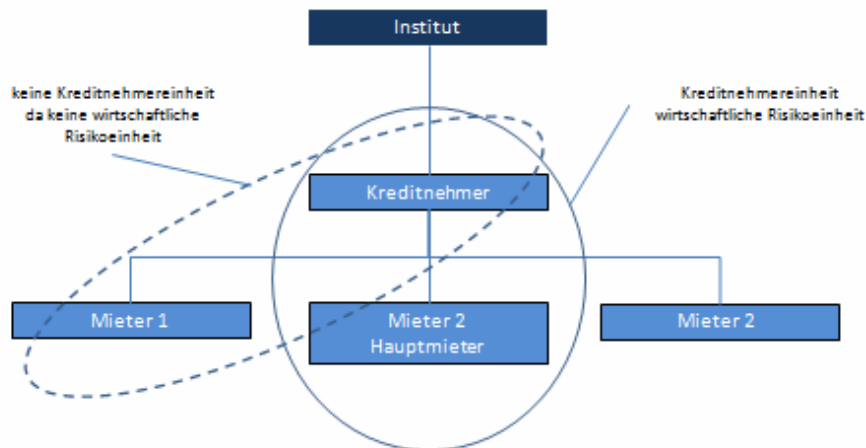 Institut
keine Kreditnehmereinheit
da keine wirtschaftliche
Risikoeinheit
Kreditnehmereinheit
wirtschaftliche Risikoeinheit
Kreditnehmer
Mieter 1
Mieter 2
Hauptmieter
Mieter 2